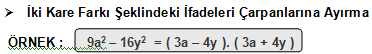 ➤ İki Kare Farkı Şeklindeki İfadeleri Çarpanlarına Ayırma
ÖRNEK : 9a² – 16y² = ( 3a – 4y ). ( 3a + 4y )